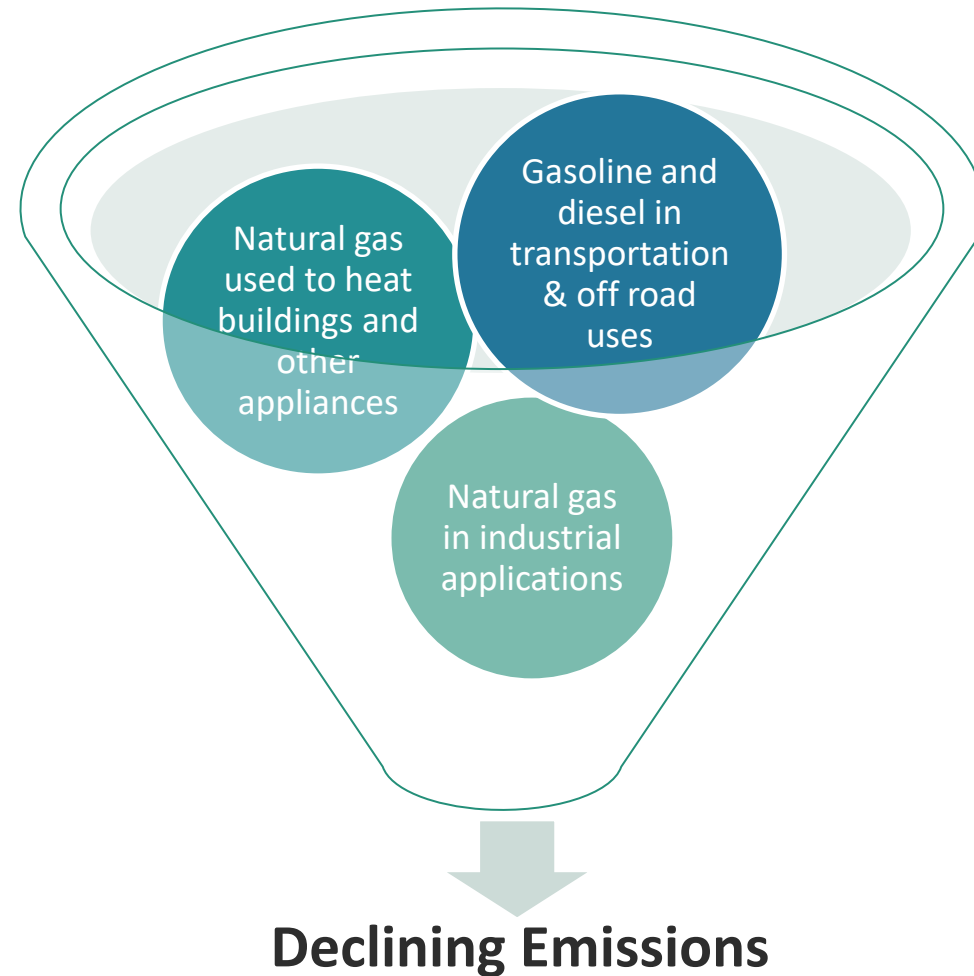 Natural gas
used to heat
buildings and
other
appliances
Gasoline and
diesel in
transportation
& off road
uses
Natural gas
in industrial
applications
Declining Emissions